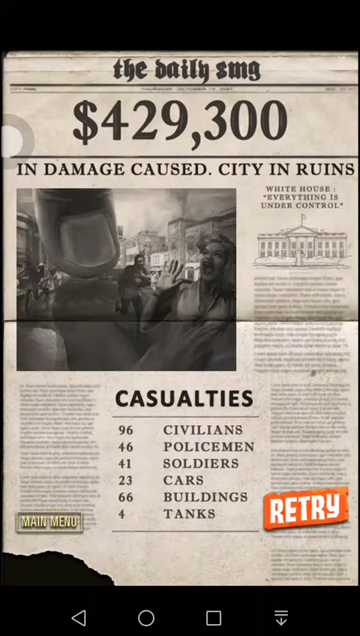 the daily smg
$429,300
IN DAMAGE CAUSED. CITY IN RUINS
WHITE HOUSE :
"EVERYTHING IS
UNDER CONTROL"
CASUALTIES
96 CIVILIANS
46 POLICEMEN
41 SOLDIERS
23 CARS
66 BUILDINGS
4 TANKS
RETRY
MAIN MENU